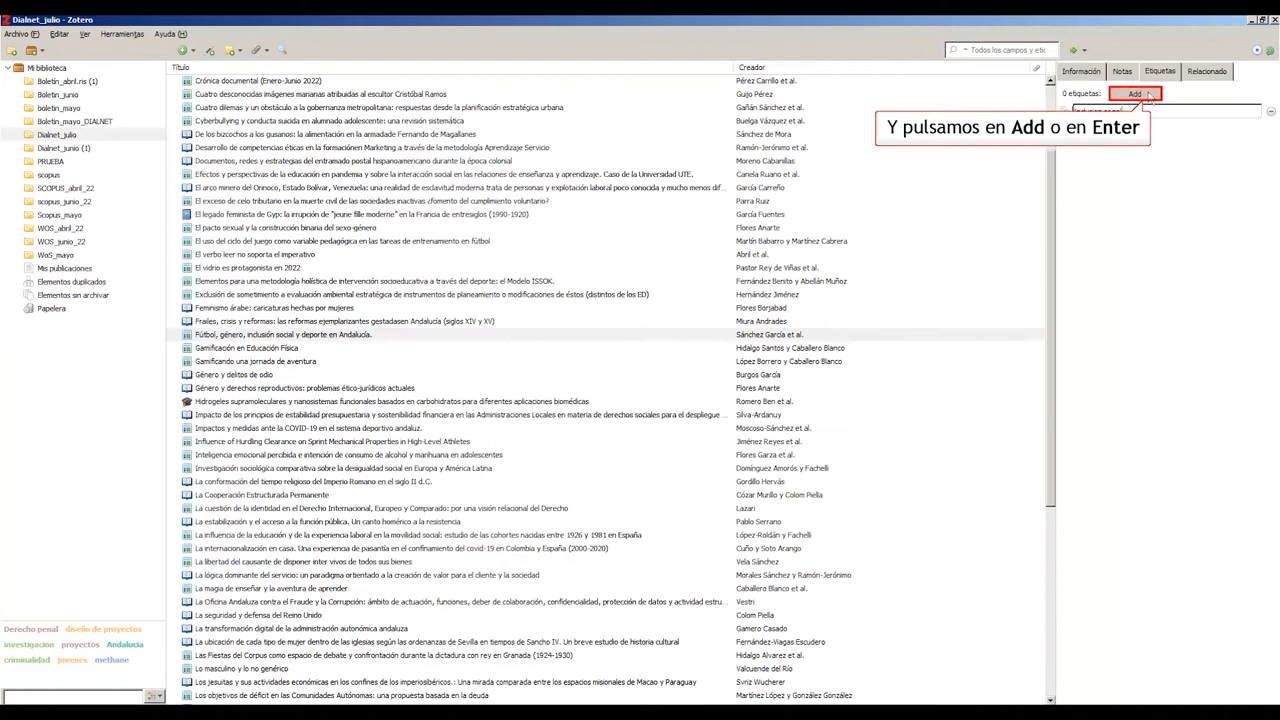 Dialnet_julio - Zotero
Archivo (F) Editar Ver Herramientas Ayuda (H)
Todos los campos y etic
Mi biblioteca
Boletín_abril.ris (1)
Boletín_junio
boletin_mayo
Boletin_mayo_DIALNET
Dialnet_julio
Dialnet_junio (1)
PRUEBA
scopus
SCOPUS_abril_22
scopus_junio_22
Scopus_mayo
WOS_abril_22
WOS_junio_22
WoS_mayo
Mis publicaciones
Elementos duplicados
Elementos sin archivar
Papelera
Derecho penal diseño de proyectos
investigacion proyectos Andalucía
criminalidad jovenes methane
Título Creador
Crónica documental (Enero-Junio 2022) Pérez Carrillo et al.
Cuatro desconocidas imágenes marianas atribuidas al escultor Cristóbal Ramos Guijo Pérez
Cuatro dilemas y un obstáculo a la gobernanza metropolitana: respuestas desde la planificación estratégica urbana Gañán Sánchez et al.
Cyberbullying y conducta suicida en alumnado adolescente: una revisión sistemática Buelga Vázquez et al.
De los bizcochos a los gusanos: la alimentación en la armadade Fernando de Magallanes Sánchez de Mora
Desarrollo de competencias éticas en la formaciónen Marketing a través de la metodología Aprendizaje Servicio Ramón-Jerónimo et al.
Documentos, redes y estrategias del entramado postal hispanoamericano durante la época colonial Moreno Cabanillas
Efectos y perspectivas de la educación en pandemia y sobre la interacción social en las relaciones de enseñanza y aprendizaje. Caso de la Universidad UTE. Canela Ruano et al.
El arco minero del Orinoco, Estado Bolívar, Venezuela: una realidad de esclavitud moderna trata de personas y explotación laboral poco conocida y mucho menos dif... García Carreño
El exceso de celo tributario en la muerte civil de las sociedades inactivas ¿fomento del cumplimiento voluntario? Parra Ruiz
El legado feminista de Gyp: la irrupción de "jeune fille moderne" en la Francia de entresiglos (1990-1920) García Fuentes
El pacto sexual y la construcción binaria del sexo-género Flores Anarte
El uso del ciclo del juego como variable pedagógica en las tareas de entrenamiento en fútbol Martín Babarro y Martínez Cabrera
El verbo leer no soporta el imperativo Abril et al.
El vidrio es protagonista en 2022 Pastor Rey de Viñas et al.
Elementos para una metodología holística de intervención socioeducativa a través del deporte: el Modelo ISSOK. Fernández Benito y Abellán Muñoz
Exclusión de sometimiento a evaluación ambiental estratégica de instrumentos de planeamiento o modificaciones de éstos (distintos de los ED) Hernández Jiménez
Feminismo árabe: caricaturas hechas por mujeres Flores Borjabad
Frailes, crisis y reformas: las reformas ejemplarizantes gestadasen Andalucía (siglos XIV y XV) Miura Andrades
Fútbol, género, inclusión social y deporte en Andalucía. Sánchez García et al.
Gamificación en Educación Física Hidalgo Santos y Caballero Blanco
Gamificando una jornada de aventura López Borrero y Caballero Blanco
Género y delitos de odio Burgos García
Género y derechos reproductivos: problemas ético-jurídicos actuales Flores Anarte
Hidrogeles supramoleculares y nanosistemas funcionales basados en carbohidratos para diferentes aplicaciones biomédicas Romero Ben et al.
Impacto de los principios de estabilidad presupuestaria y sostenibilidad financiera en las Administraciones Locales en materia de derechos sociales para el despliegue ... Silva-Ardanuy
Impactos y medidas ante la COVID-19 en el sistema deportivo andaluz. Moscoso-Sánchez et al.
Influence of Hurdling Clearance on Sprint Mechanical Properties in High-Level Athletes Jiménez Reyes et al.
Inteligencia emocional percibida e intención de consumo de alcohol y marihuana en adolescentes Flores Garza et al.
Investigación sociológica comparativa sobre la desigualdad social en Europa y América Latina Domínguez Amorós y Fachelli
La conformación del tiempo religioso del Imperio Romano en el siglo II d.C. Gordillo Hervás
La Cooperación Estructurada Permanente Cózar Murillo y Colom Piella
La cuestión de la identidad en el Derecho Internacional, Europeo y Comparado: por una visión relacional del Derecho Lazari
La estabilización y el acceso a la función pública. Un canto homérico a la resistencia Pablo Serrano
La influencia de la educación y de la experiencia laboral en la movilidad social: estudio de las cohortes nacidas entre 1926 y 1981 en España López-Roldán y Fachelli
La internacionalización en casa. Una experiencia de pasantía en el confinamiento del covid-19 en Colombia y España (2000-2020) Cuño y Soto Arango
La libertad del causante de disponer inter vivos de todos sus bienes Vela Sánchez
La lógica dominante del servicio: un paradigma ortientado a la creación de valor para el cliente y la sociedad Morales Sánchez y Ramón-Jerónimo
La magia de enseñar y la aventura de aprender Caballero Blanco et al.
La Oficina Andaluza contra el Fraude y la Corrupción: ámbito de actuación, funciones, deber de colaboración, confidencialidad, protección de datos y actividad estru... Vestri
La seguridad y defensa del Reino Unido Colom Piella
La transformación digital de la administración autonómica andaluza Gamero Casado
La ubicación de cada tipo de mujer dentro de las iglesias según las ordenanzas de Sevilla en tiempos de Sancho IV. Un breve estudio de historia cultural Fernández-Viagas Escudero
Las Fiestas del Corpus como espacio de debate y confrontación durante la dictadura con rey en Granada (1924-1930) Hidalgo Álvarez et al.
Lo masculino y lo no genérico Valcuende del Río
Los jesuitas y sus actividades económicas en los confines de los imperiosibéricos.: Una mirada comparada entre los espacios misionales de Macao y Paraguay Svriz Wucherer
Los objetivos de déficit en las Comunidades Autónomas: una propuesta basada en la deuda Martínez López y González González
Información Notas Etiquetas Relacionado
0 etiquetas: Add
Y pulsamos en Add o en Enter